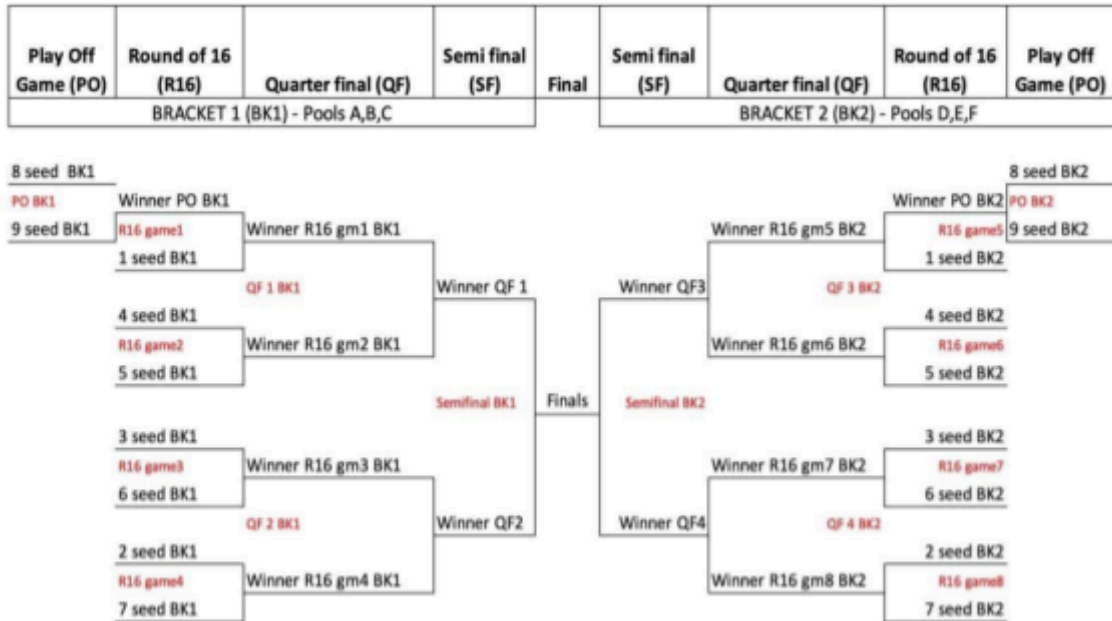 Play Off Game (PO)
Round of 16 (R16)
Quarter final (QF)
Semi final (SF)
Final
Semi final (SF)
Quarter final (QF)
Round of 16 (R16)
Play Off Game (PO)
BRACKET 1 (BK1) - Pools A,B,C
BRACKET 2 (BK2) - Pools D,E,F
8 seed BK1
PO BK1
9 seed BK1
Winner PO BK1
R16 game1
1 seed BK1
4 seed BK1
R16 game2
5 seed BK1
3 seed BK1
R16 game3
6 seed BK1
2 seed BK1
R16 game4
7 seed BK1
Winner R16 gm1 BK1
QF 1 BK1
Winner R16 gm2 BK1
Winner R16 gm3 BK1
QF 2 BK1
Winner R16 gm4 BK1
Winner QF 1
Semifinal BK1
Winner QF2
Finals
Winner QF3
Semifinal BK2
Winner QF4
Winner R16 gm5 BK2
QF 3 BK2
Winner R16 gm6 BK2
Winner R16 gm7 BK2
QF 4 BK2
Winner R16 gm8 BK2
Winner PO BK2
R16 game5
1 seed BK2
4 seed BK2
R16 game6
5 seed BK2
3 seed BK2
R16 game7
6 seed BK2
2 seed BK2
R16 game8
7 seed BK2
8 seed BK2
PO BK2
9 seed BK2